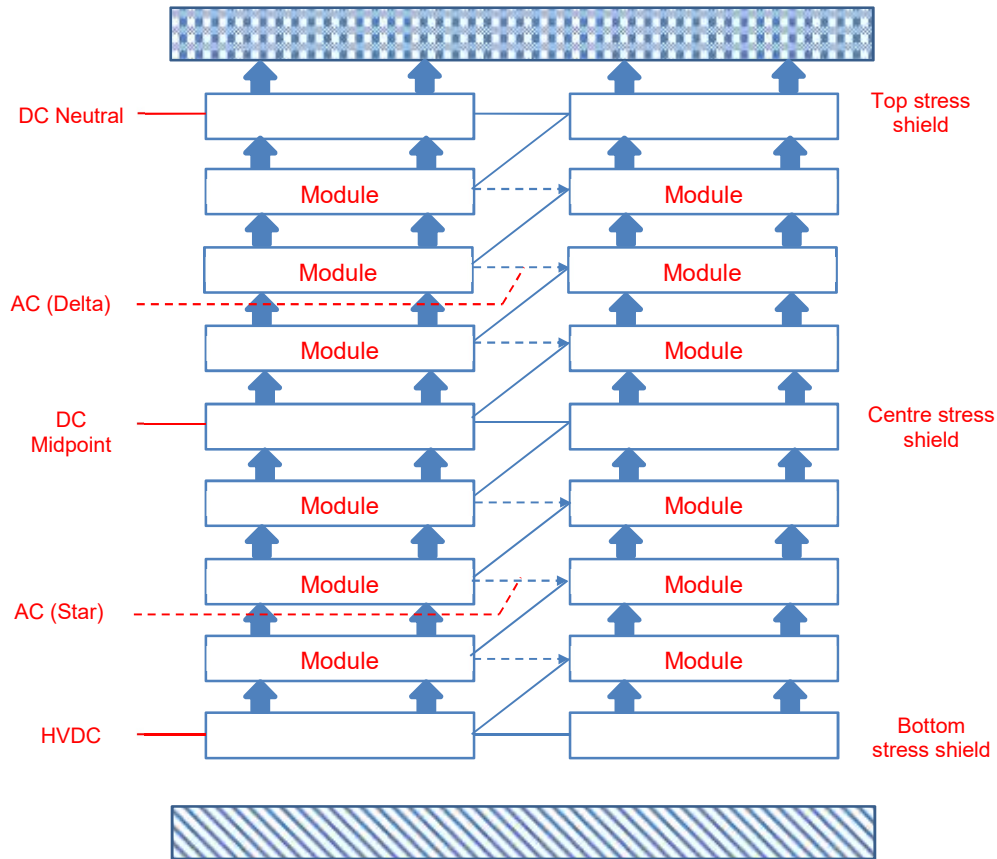 DC Neutral
Top stress
shield
Module
Module
Module
Module
AC (Delta)
Module
Module
DC
Midpoint
Centre stress
shield
Module
Module
Module
Module
AC (Star)
Module
Module
HVDC
Bottom
stress shield